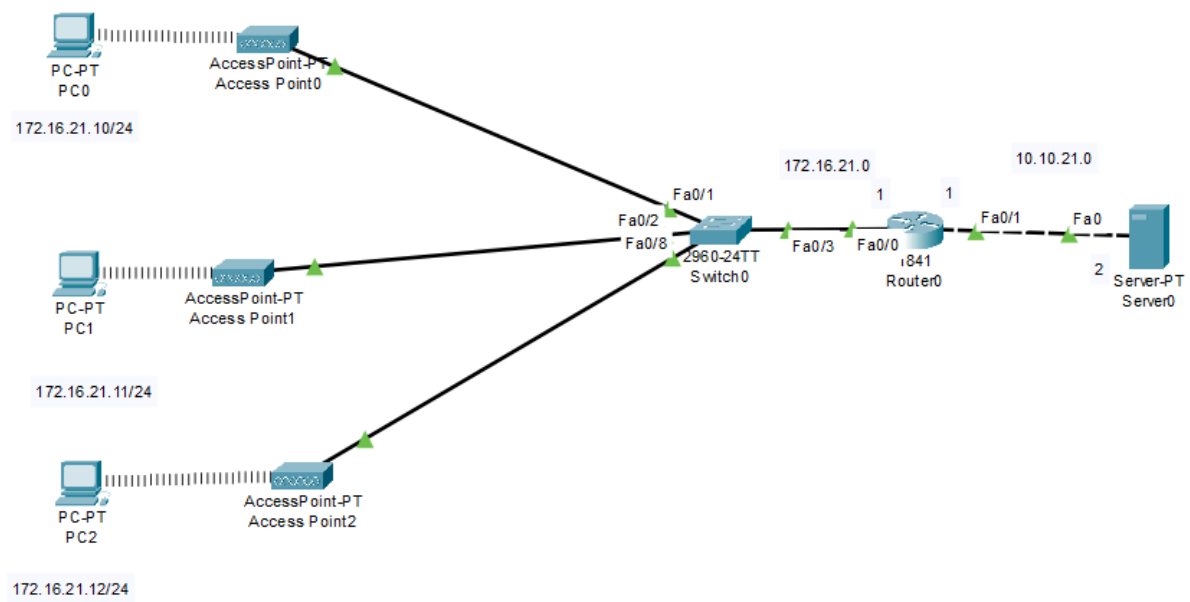 PC-PT
PC0
172.16.21.10/24
AccessPoint-PT
Access Point0
PC-PT
PC1
172.16.21.11/24
AccessPoint-PT
Access Point1
PC-PT
PC2
172.16.21.12/24
AccessPoint-PT
Access Point2
Fa0/1
Fa0/2
Fa0/8
2960-24TT
Switch0
172.16.21.0
Fa0/3
Fa0/0
1
1
1841
Router0
10.10.21.0
Fa0/1
Fa0
2
Server-PT
Server0